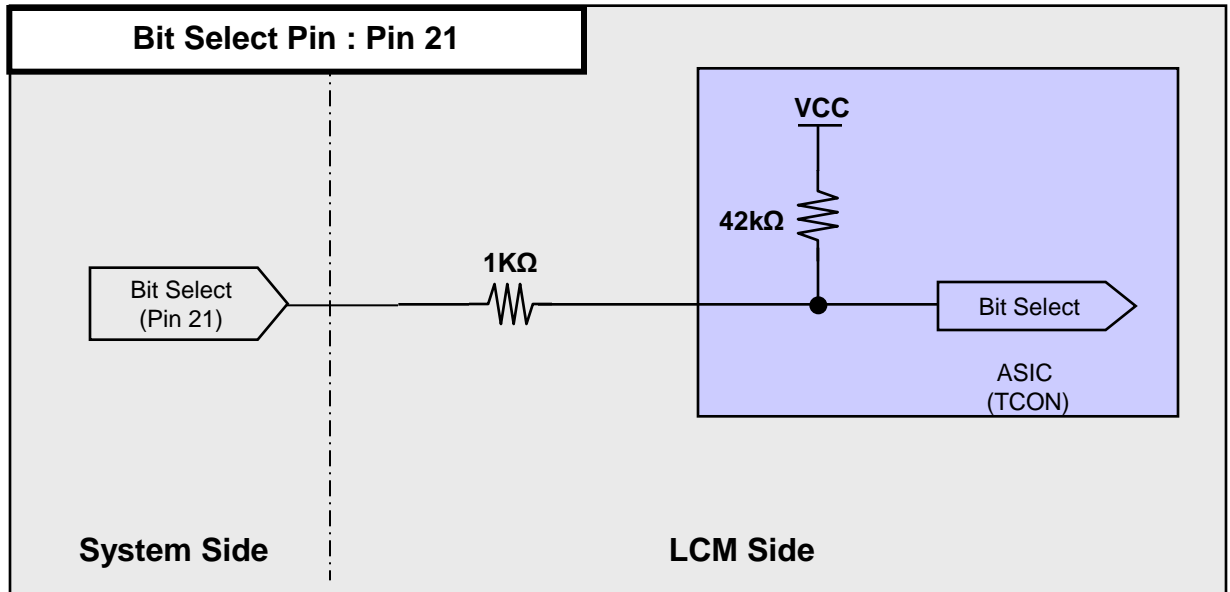 Bit Select Pin : Pin 21
VCC
42kΩ
1KΩ
Bit Select
(Pin 21)
Bit Select
ASIC
(TCON)
System Side
LCM Side